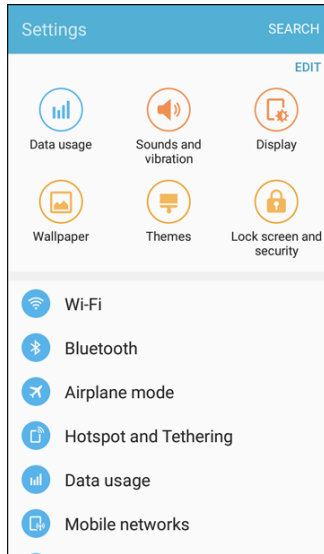 Settings SEARCH
EDIT
Data usage
Sounds and
vibration
Display
Wallpaper
Themes
Lock screen and
security
Wi-Fi
Bluetooth
Airplane mode
Hotspot and Tethering
Data usage
Mobile networks